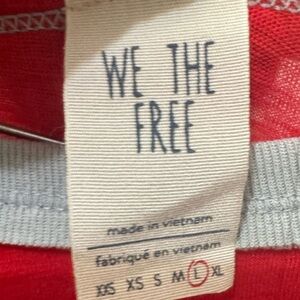 WE THE
FREE
made in vietnam
fabriqué en vietnam
XXS XS S M L XL